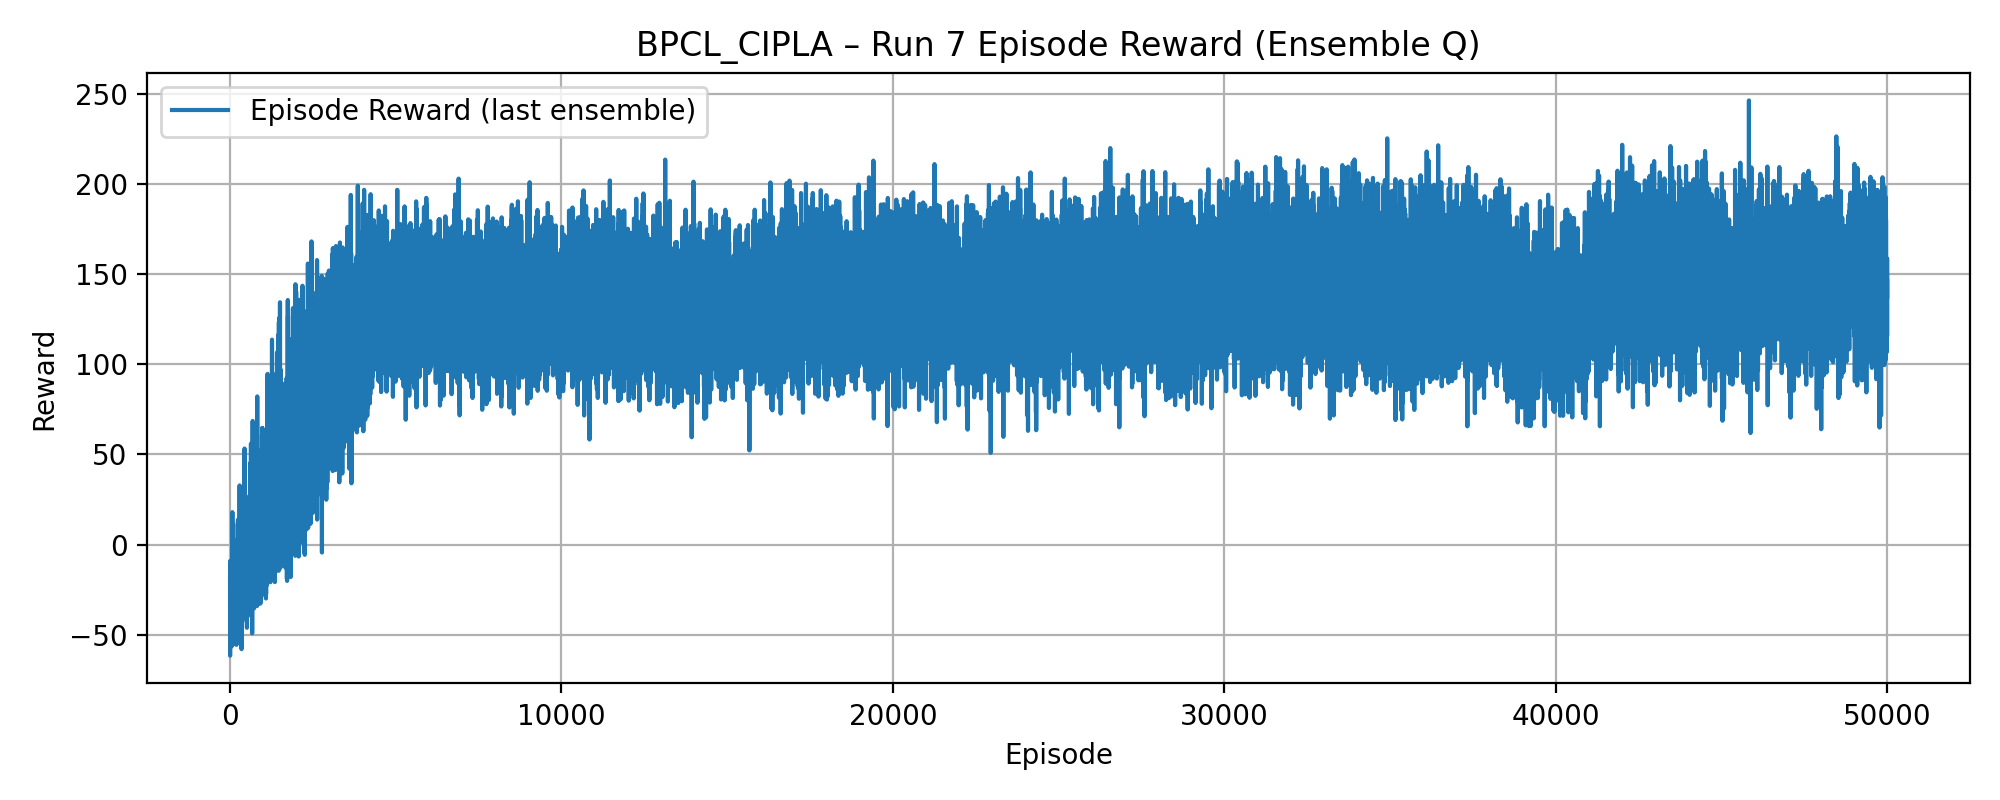 BPCL_CIPLA – Run 7 Episode Reward (Ensemble Q)
Episode Reward (last ensemble)
250
200
150
100
50
0
−50
Reward
0 10000 20000 30000 40000 50000
Episode